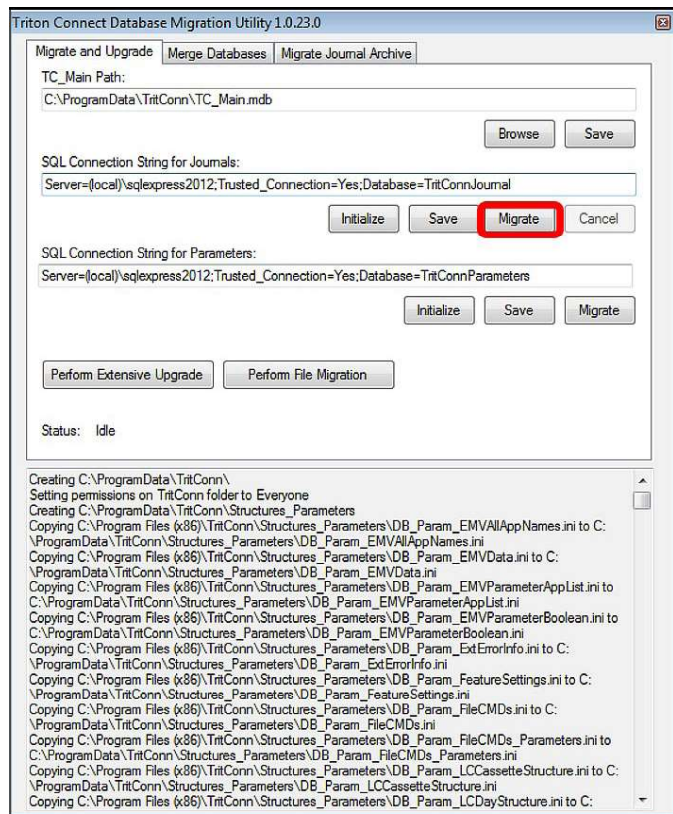 Triton Connect Database Migration Utility 1.0.23.0
Migrate and Upgrade Merge Databases Migrate Journal Archive
TC_Main Path:
C:\ProgramData\TritConn\TC_Main.mdb
Browse Save
SQL Connection String for Journals:
Server=(local)\sqlexpress2012;Trusted_Connection=Yes;Database=TritConnJournal
Initialize Save Migrate Cancel
SQL Connection String for Parameters:
Server=(local)\sqlexpress2012;Trusted_Connection=Yes;Database=TritConnParameters
Initialize Save Migrate
Perform Extensive Upgrade Perform File Migration
Status: Idle
Creating C:\ProgramData\TritConn\
Setting permissions on TritConn folder to Everyone
Creating C:\ProgramData\TritConn\Structures_Parameters
Copying C:\Program Files (x86)\TritConn\Structures_Parameters\DB_Param_EMVAllAppNames.ini to C:
\ProgramData\TritConn\Structures_Parameters\DB_Param_EMVAllAppNames.ini
Copying C:\Program Files (x86)\TritConn\Structures_Parameters\DB_Param_EMVData.ini to C:
\ProgramData\TritConn\Structures_Parameters\DB_Param_EMVData.ini
Copying C:\Program Files (x86)\TritConn\Structures_Parameters\DB_Param_EMVParameterAppList.ini to
C:\ProgramData\TritConn\Structures_Parameters\DB_Param_EMVParameterAppList.ini
Copying C:\Program Files (x86)\TritConn\Structures_Parameters\DB_Param_EMVParameterBoolean.ini to
C:\ProgramData\TritConn\Structures_Parameters\DB_Param_EMVParameterBoolean.ini
Copying C:\Program Files (x86)\TritConn\Structures_Parameters\DB_Param_ExtErrorInfo.ini to C:
\ProgramData\TritConn\Structures_Parameters\DB_Param_ExtErrorInfo.ini
Copying C:\Program Files (x86)\TritConn\Structures_Parameters\DB_Param_FeatureSettings.ini to C:
\ProgramData\TritConn\Structures_Parameters\DB_Param_FeatureSettings.ini
Copying C:\Program Files (x86)\TritConn\Structures_Parameters\DB_Param_FileCMDs.ini to C:
\ProgramData\TritConn\Structures_Parameters\DB_Param_FileCMDs.ini
Copying C:\Program Files (x86)\TritConn\Structures_Parameters\DB_Param_FileCMDs_Parameters.ini to
C:\ProgramData\TritConn\Structures_Parameters\DB_Param_FileCMDs_Parameters.ini
Copying C:\Program Files (x86)\TritConn\Structures_Parameters\DB_Param_LCCassetteStructure.ini to C:
\ProgramData\TritConn\Structures_Parameters\DB_Param_LCCassetteStructure.ini
Copying C:\Program Files (x86)\TritConn\Structures_Parameters\DB_Param_LCDayStructure.ini to C: